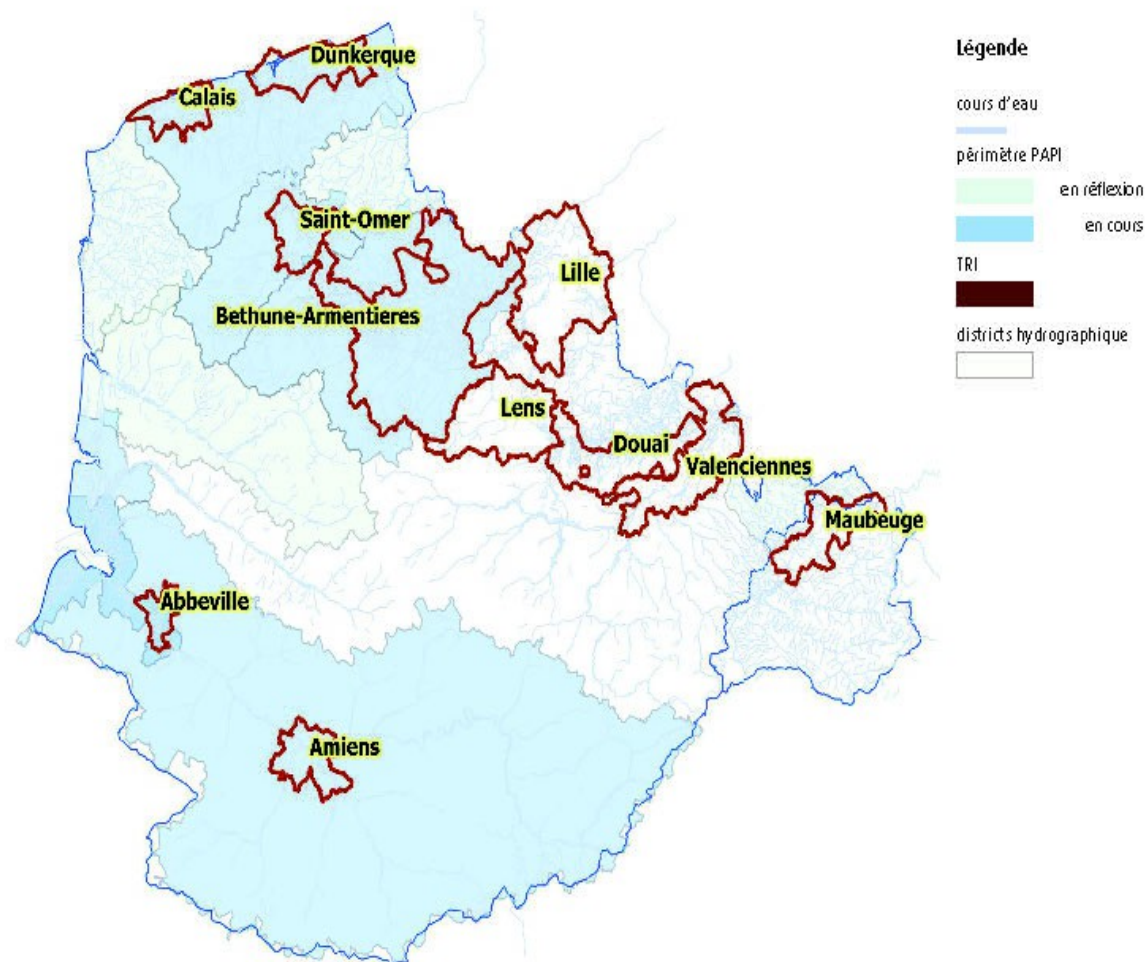 Dunkerque
Calais
Saint-Omer
Lille
Bethune-Armentieres
Lens
Douai
Valenciennes
Maubeuge
Abbeville
Amiens
Légende
cours d'eau
périmètre PAPI
en réflexion
en cours
TRI
districts hydrographique